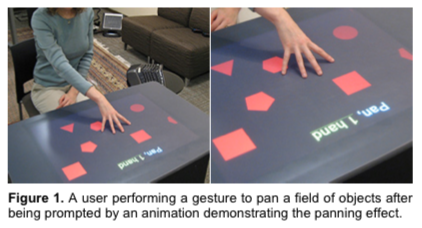 Pan, 1 hand
Pan, 1 hand
Figure 1. A user performing a gesture to pan a field of objects after
being prompted by an animation demonstrating the panning effect.